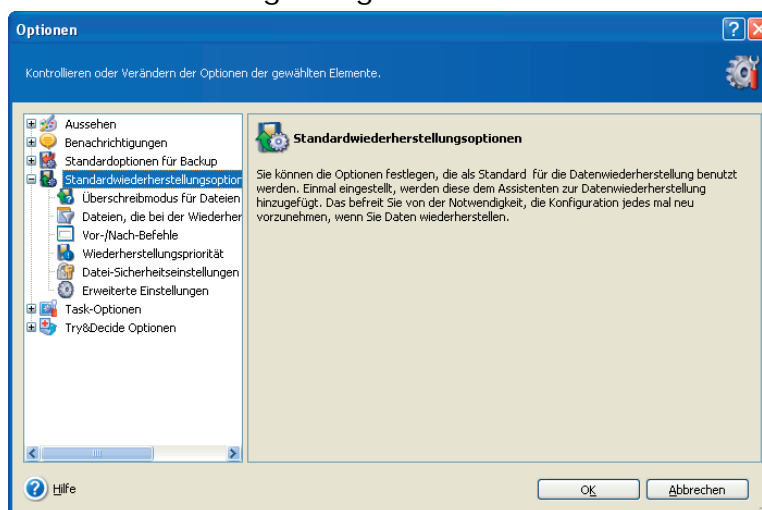 Optionen
Kontrollieren oder Verändern der Optionen der gewählten Elemente.
Aussehen
Benachrichtigungen
Standardoptionen für Backup
Standardwiederherstellungsoption
Überschreibmodus für Dateien
Dateien, die bei der Wiederher
Vor-/Nach-Befehle
Wiederherstellungspriorität
Datei-Sicherheitseinstellungen
Erweiterte Einstellungen
Task-Optionen
Try&Decide Optionen
Standardwiederherstellungsoptionen
Sie können die Optionen festlegen, die als Standard für die Datenwiederherstellung benutzt
werden. Einmal eingestellt, werden diese dem Assistenten zur Datenwiederherstellung
hinzugefügt. Das befreit Sie von der Notwendigkeit, die Konfiguration jedes mal neu
vorzunehmen, wenn Sie Daten wiederherstellen.
Hilfe
OK
Abbrechen